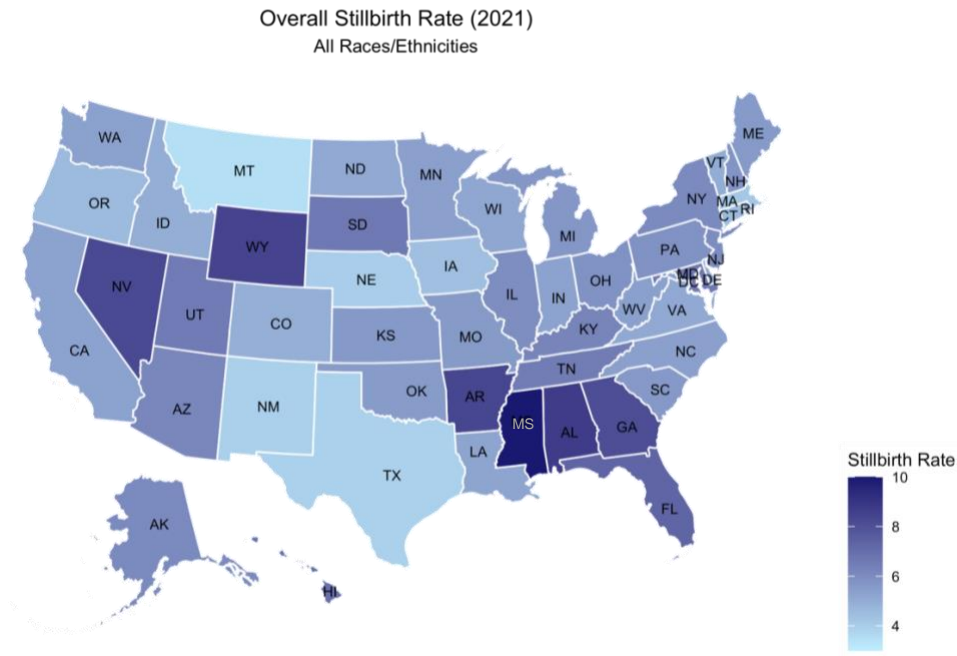 Overall Stillbirth Rate (2021)
All Races/Ethnicities
WA
MT
ND
MN
ME
VT
NH
OR
ID
WY
SD
WI
MI
NY
MA
CT
RI
NV
UT
CO
NE
IA
IL
IN
OH
PA
NJ
MD
DC
DE
CA
KS
MO
KY
WV
VA
AZ
NM
OK
AR
TN
NC
SC
TX
LA
MS
AL
GA
FL
AK
HI
Stillbirth Rate
10
8
6
4